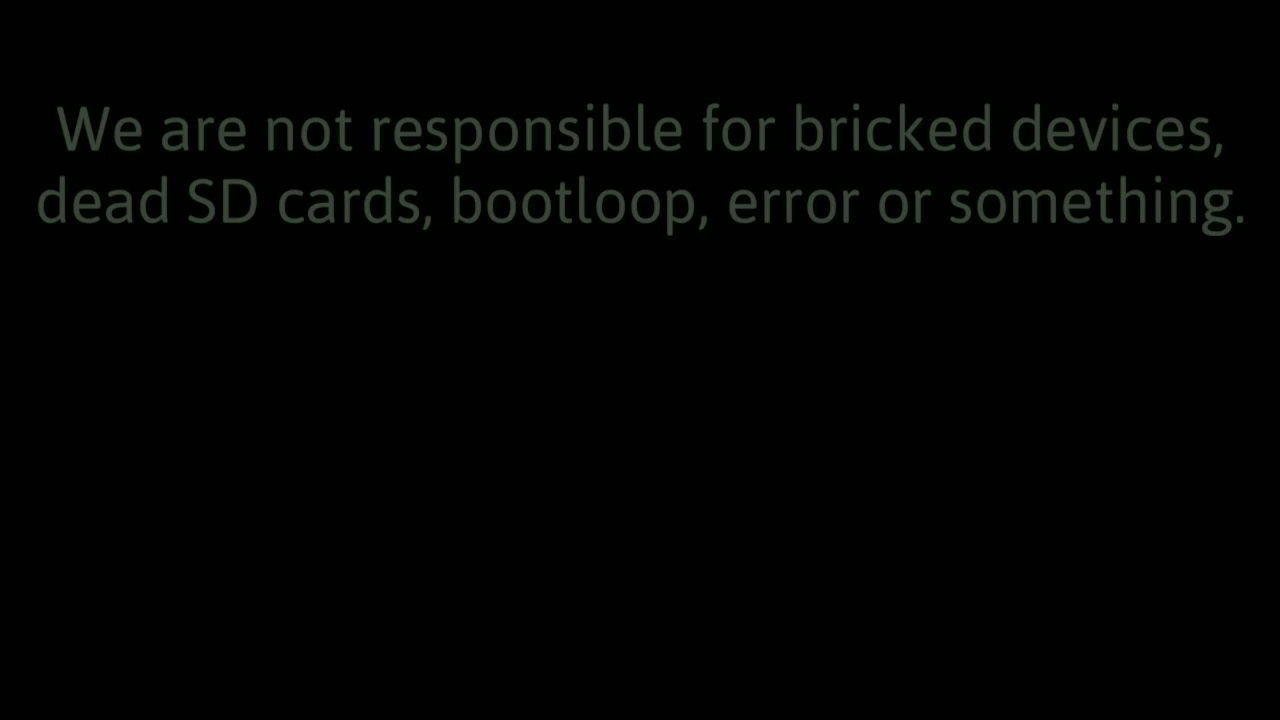 We are not responsible for bricked devices,
dead SD cards, bootloop, error or something.